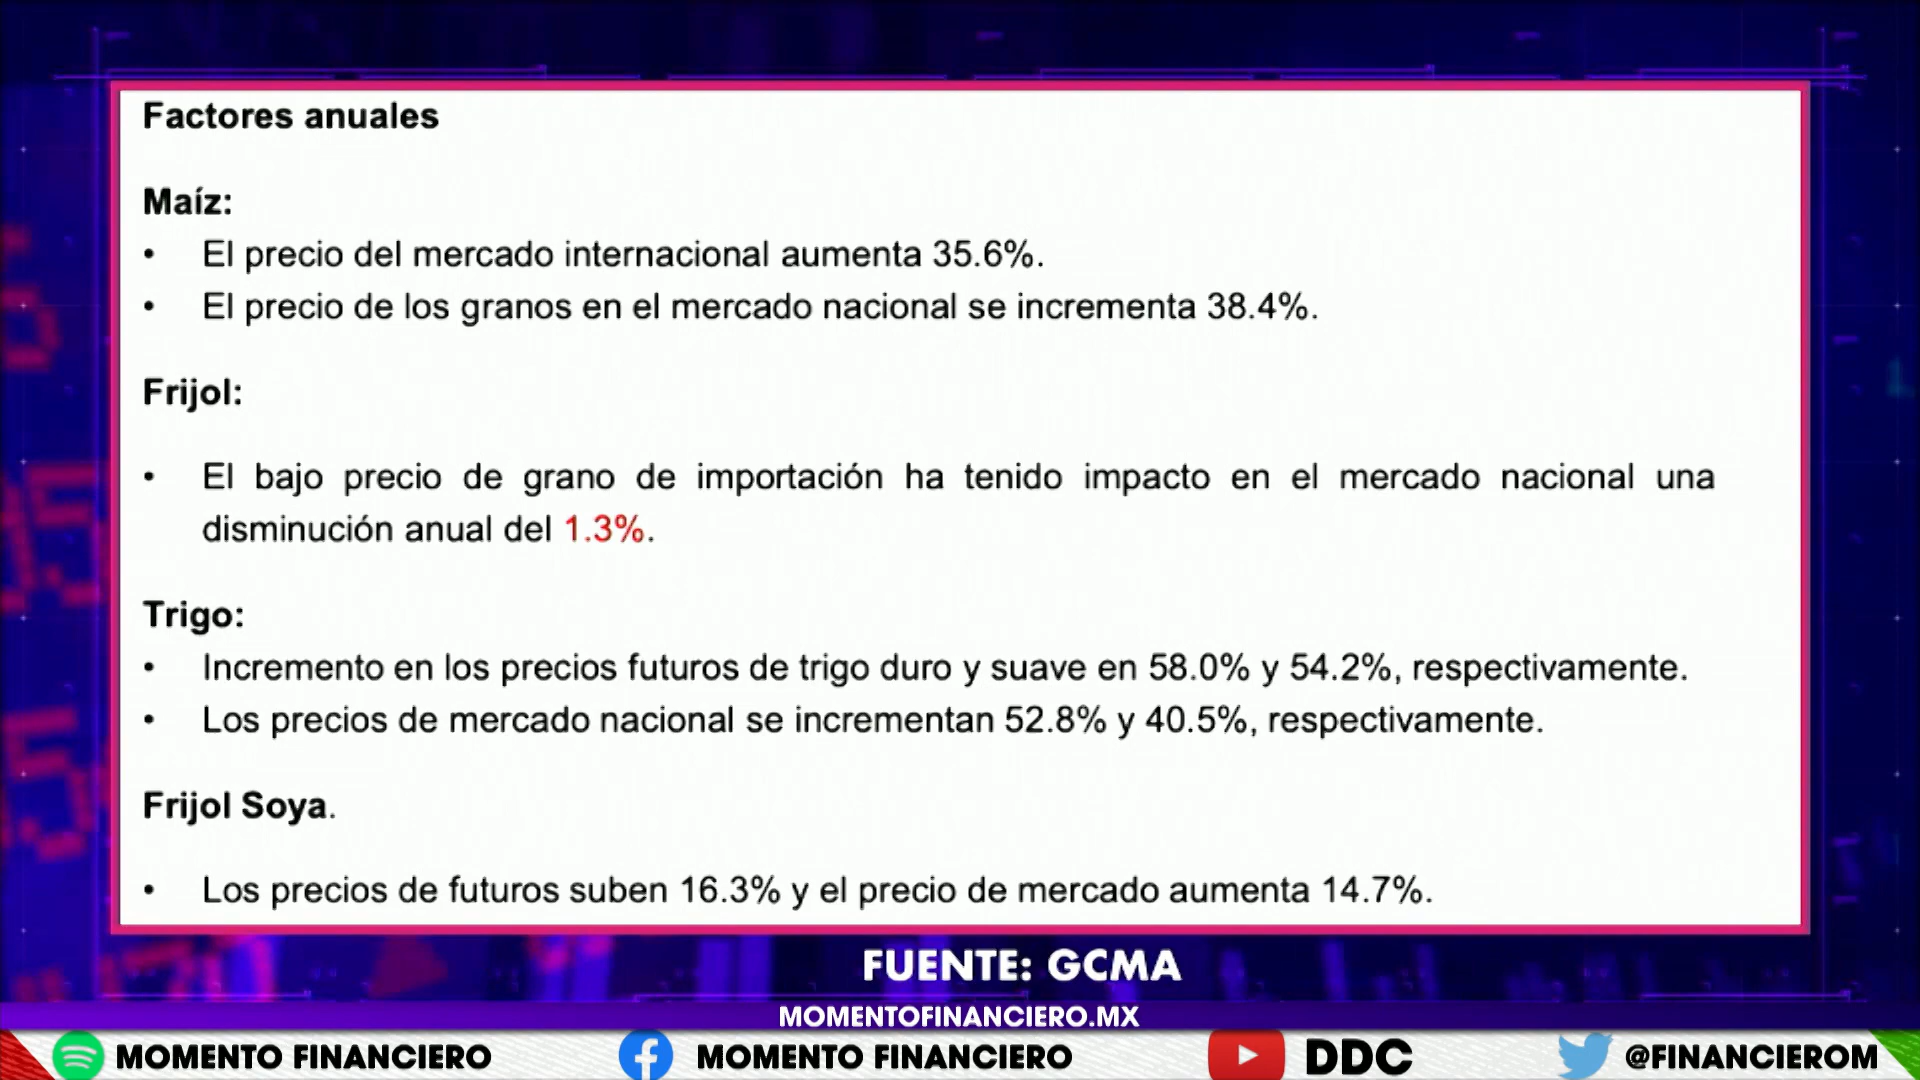 Factores anuales
Maíz:
• El precio del mercado internacional aumenta 35.6%.
• El precio de los granos en el mercado nacional se incrementa 38.4%.
Frijol:
• El bajo precio de grano de importación ha tenido impacto en el mercado nacional una
disminución anual del 1.3%.
Trigo:
• Incremento en los precios futuros de trigo duro y suave en 58.0% y 54.2%, respectivamente.
• Los precios de mercado nacional se incrementan 52.8% y 40.5%, respectivamente.
Frijol Soya.
• Los precios de futuros suben 16.3% y el precio de mercado aumenta 14.7%.
FUENTE: GCMA
MOMENTOFINANCIERO.MX
MOMENTO FINANCIERO MOMENTO FINANCIERO DDC @FINANCIEROM